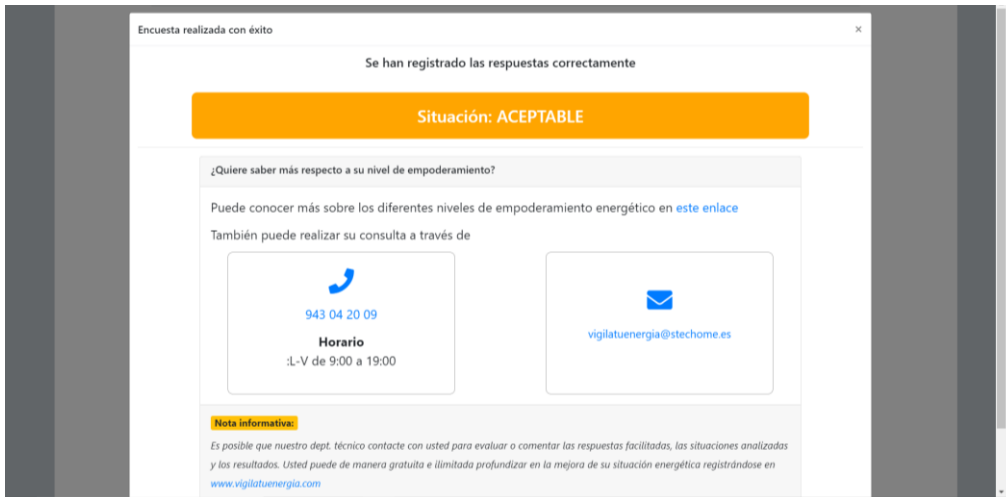 Encuesta realizada con éxito
×
Se han registrado las respuestas correctamente
Situación: ACEPTABLE
¿Quiere saber más respecto a su nivel de empoderamiento?
Puede conocer más sobre los diferentes niveles de empoderamiento energético en este enlace
También puede realizar su consulta a través de
943 04 20 09
Horario
:L-V de 9:00 a 19:00
vigilatuenergia@stechome.es
Nota informativa:
Es posible que nuestro dept. técnico contacte con usted para evaluar o comentar las respuestas facilitadas, las situaciones analizadas
y los resultados. Usted puede de manera gratuita e ilimitada profundizar en la mejora de su situación energética registrándose en
www.vigilatuenergia.com